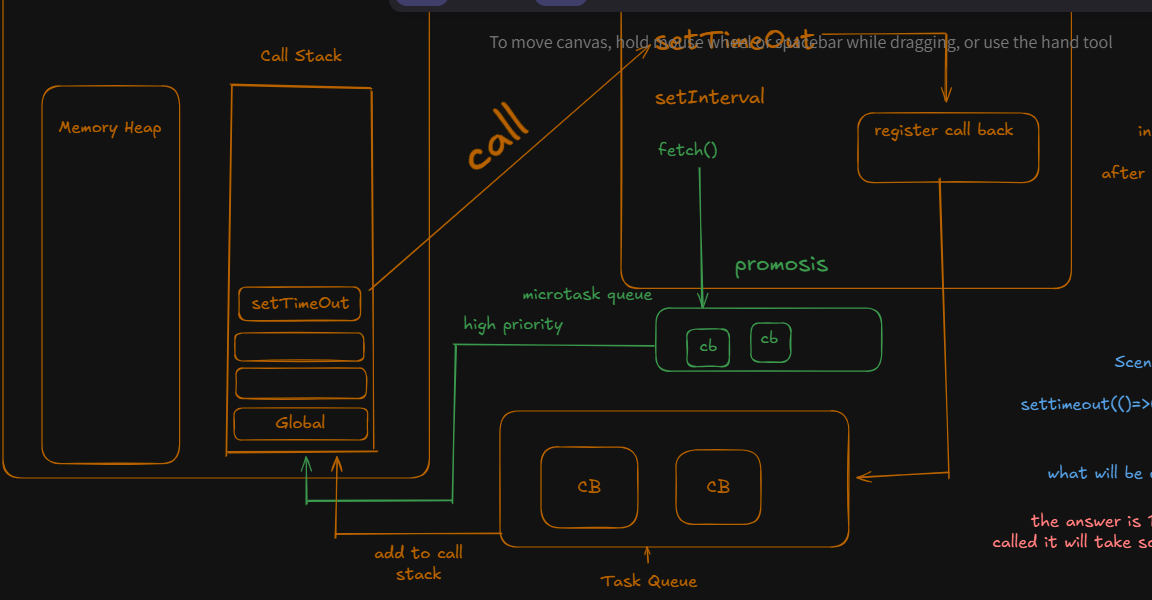 To move canvas, hold mouse wheel or spacebar while dragging, or use the hand tool
setTimeOut
Call Stack
setInterval
Memory Heap
call
register call back
in
fetch()
after
promosis
microtask queue
setTimeOut
high priority
cb
cb
Scen
settimeout(()=>
Global
what will be
CB
CB
the answer is
called it will take so
add to call
stack
Task Queue